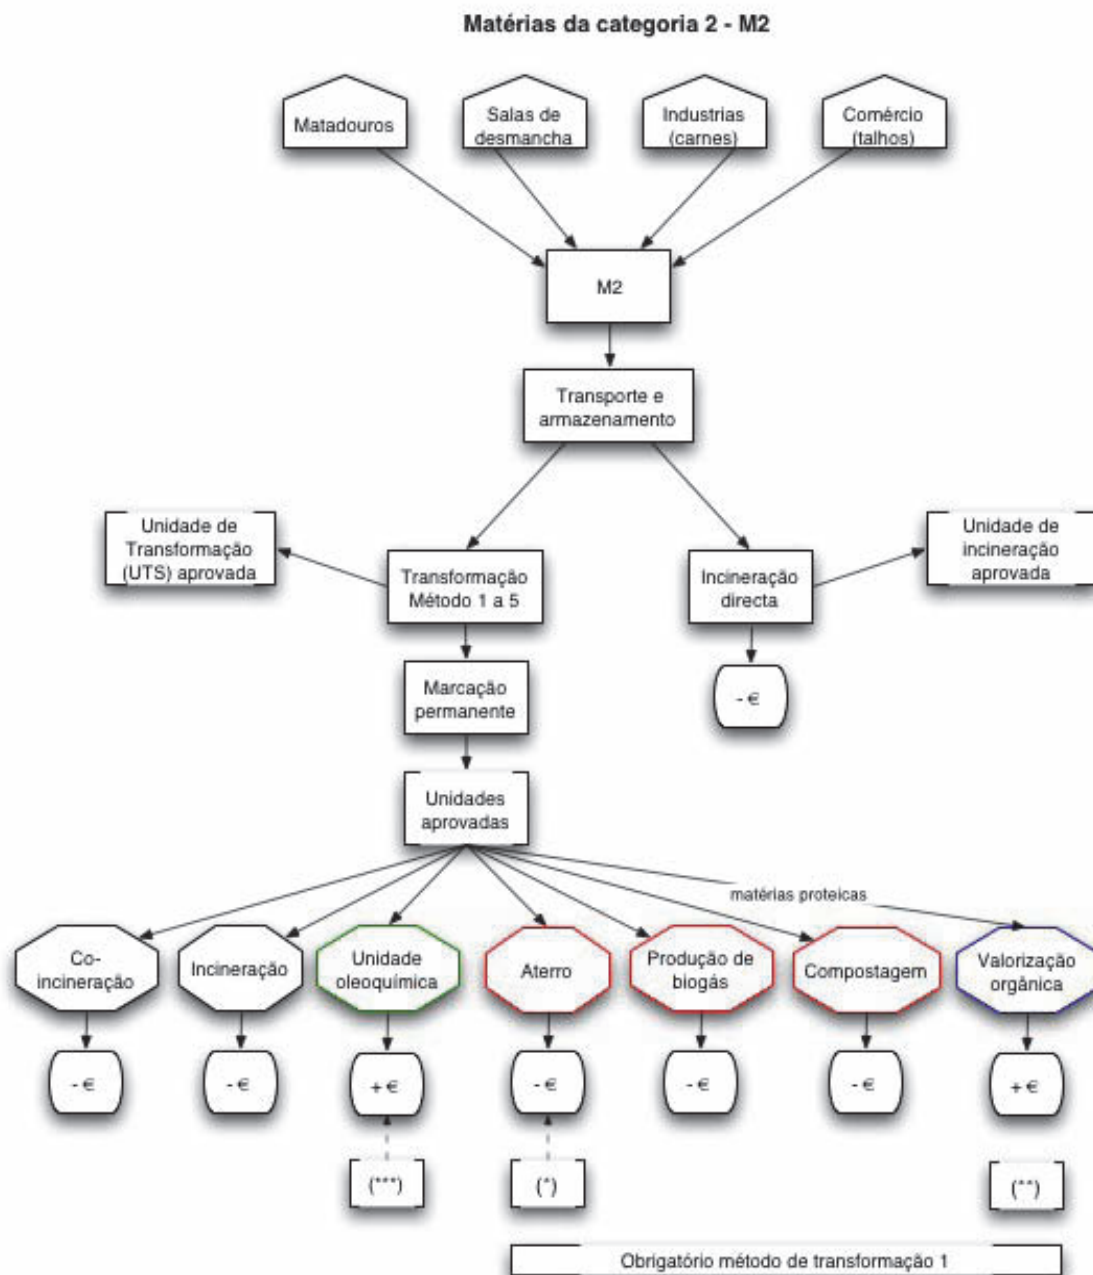 Matérias da categoria 2 - M2
Matadouros
Salas de
desmancha
Industrias
(carnes)
Comércio
(talhos)
M2
Transporte e
armazenamento
Unidade de
Transformação
(UTS) aprovada
Transformação
Método 1 a 5
Incineração
directa
Unidade de
incineração
aprovada
Marcação
permanente
- €
Unidades
aprovadas
matérias proteicas
Co-
incineração
Incineração
Unidade
oleoquímica
Aterro
Produção de
biogás
Compostagem
Valorização
orgânica
- €
- €
+ €
- €
- €
- €
+ €
(***)
(*)
(**)
Obrigatório método de transformação 1